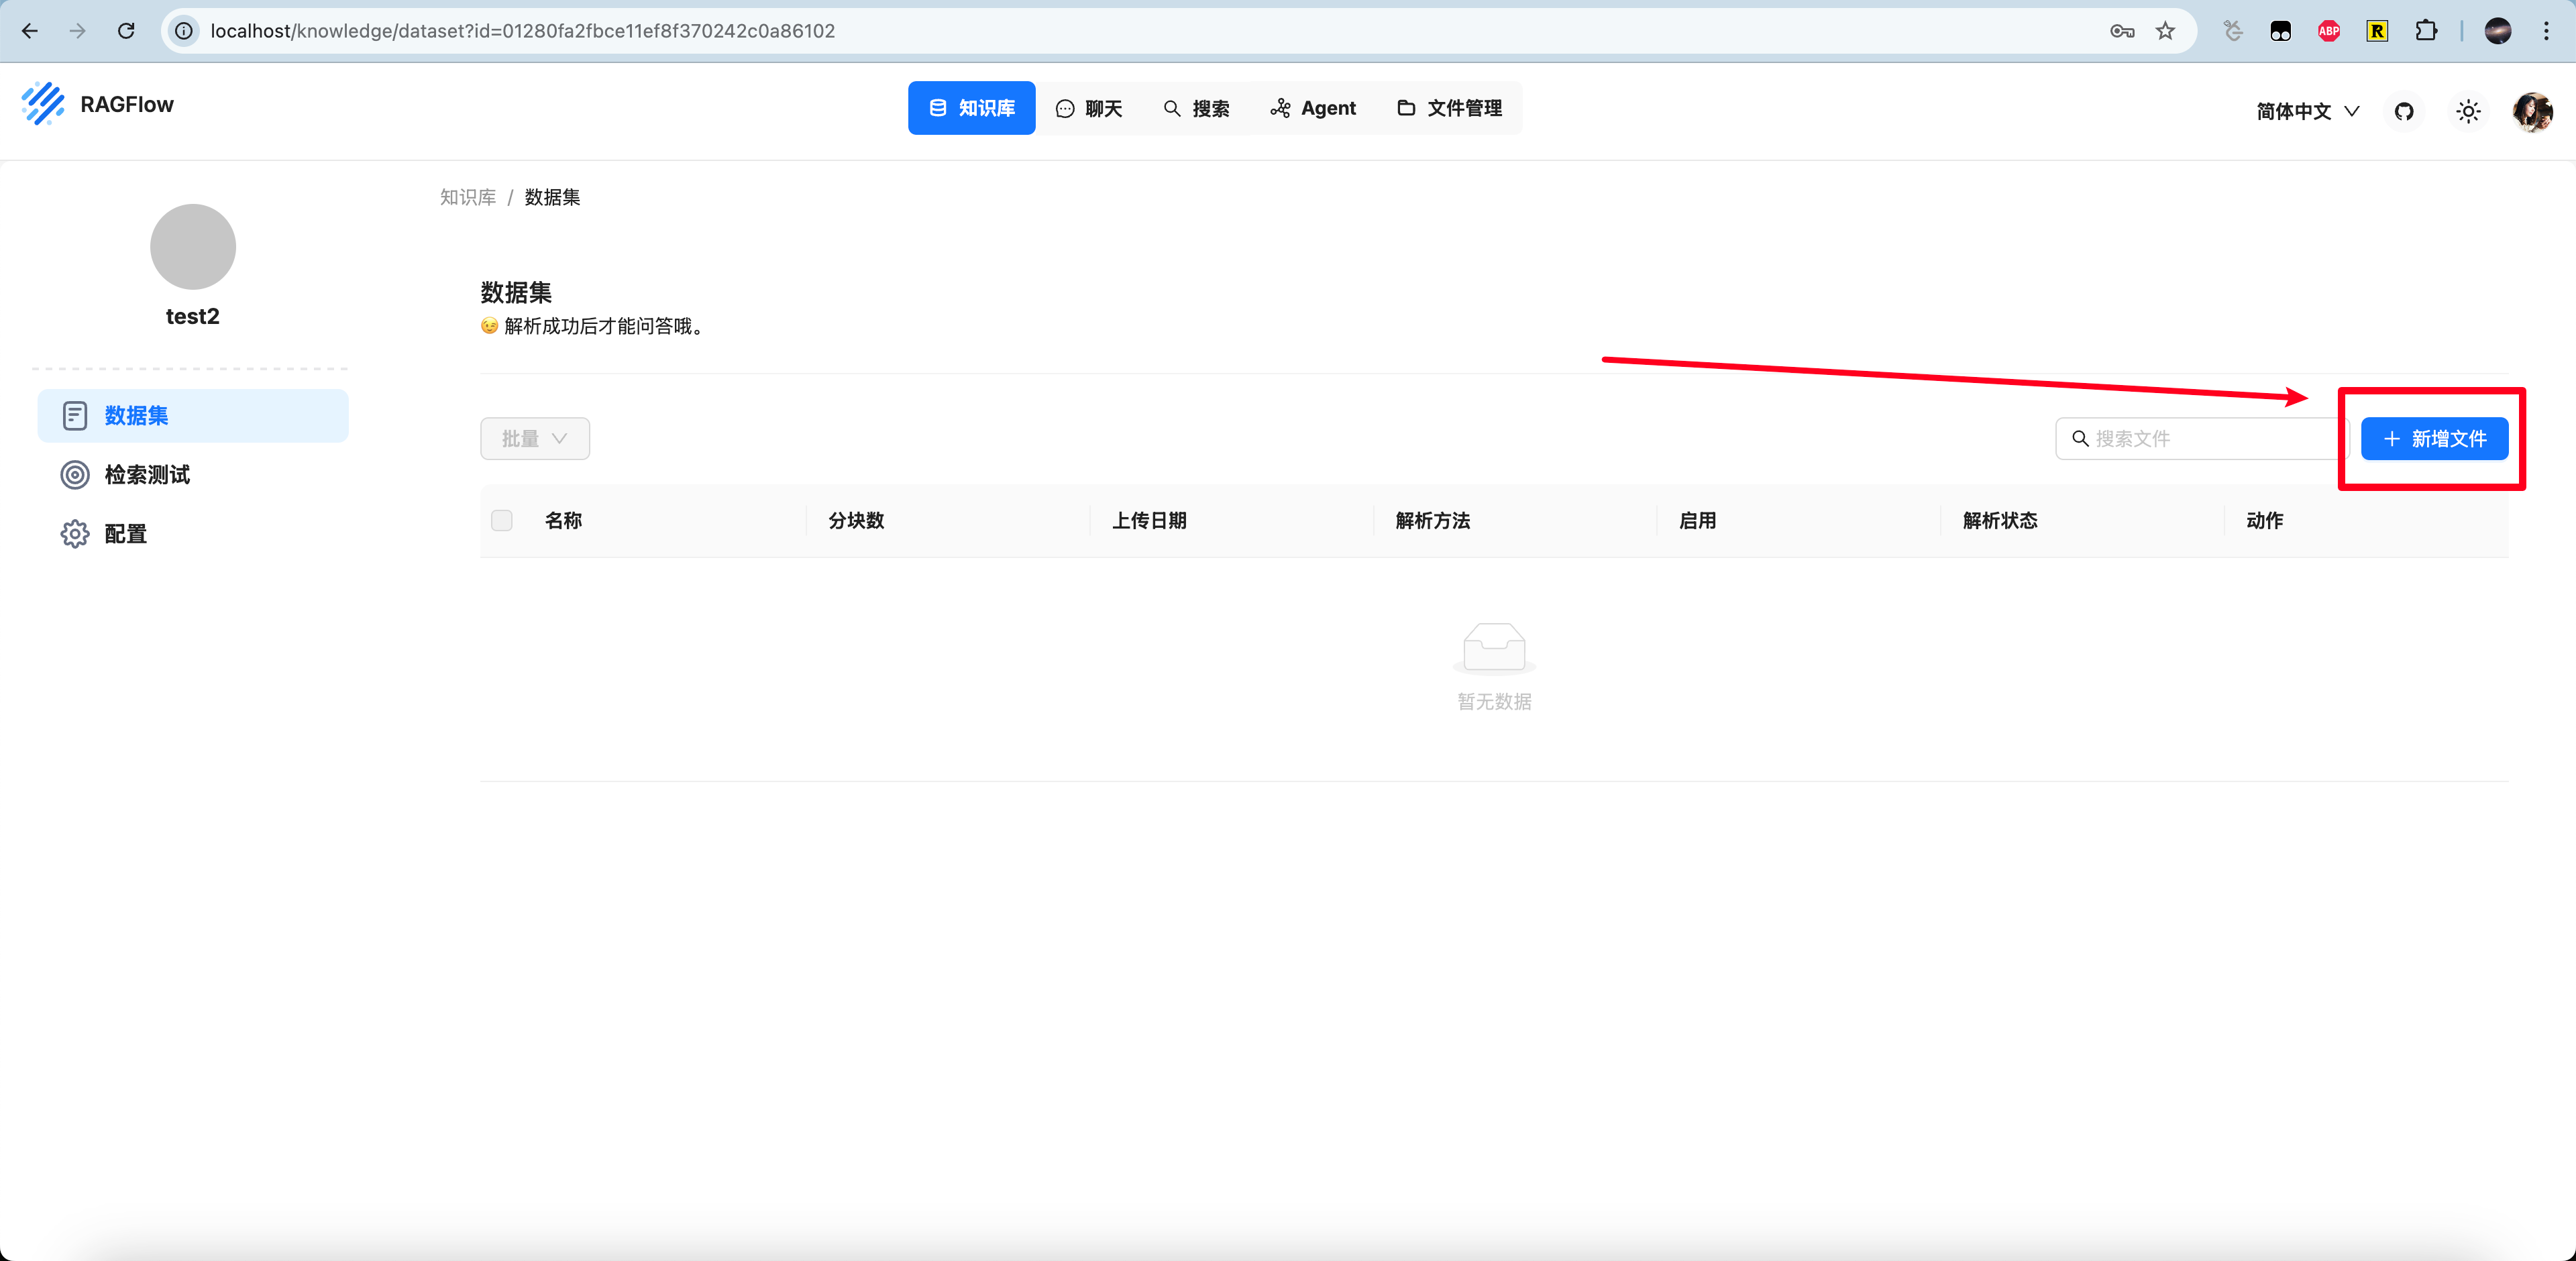 localhost/knowledge/dataset?id=01280fa2fbce11ef8f370242c0a86102
ABP
R
RAGFlow
知识库
聊天
搜索
Agent
文件管理
简体中文
知识库 / 数据集
test2
数据集
😉 解析成功后才能问答哦。
数据集
检索测试
配置
批量
搜索文件
+ 新增文件
名称
分块数
上传日期
解析方法
启用
解析状态
动作
暂无数据